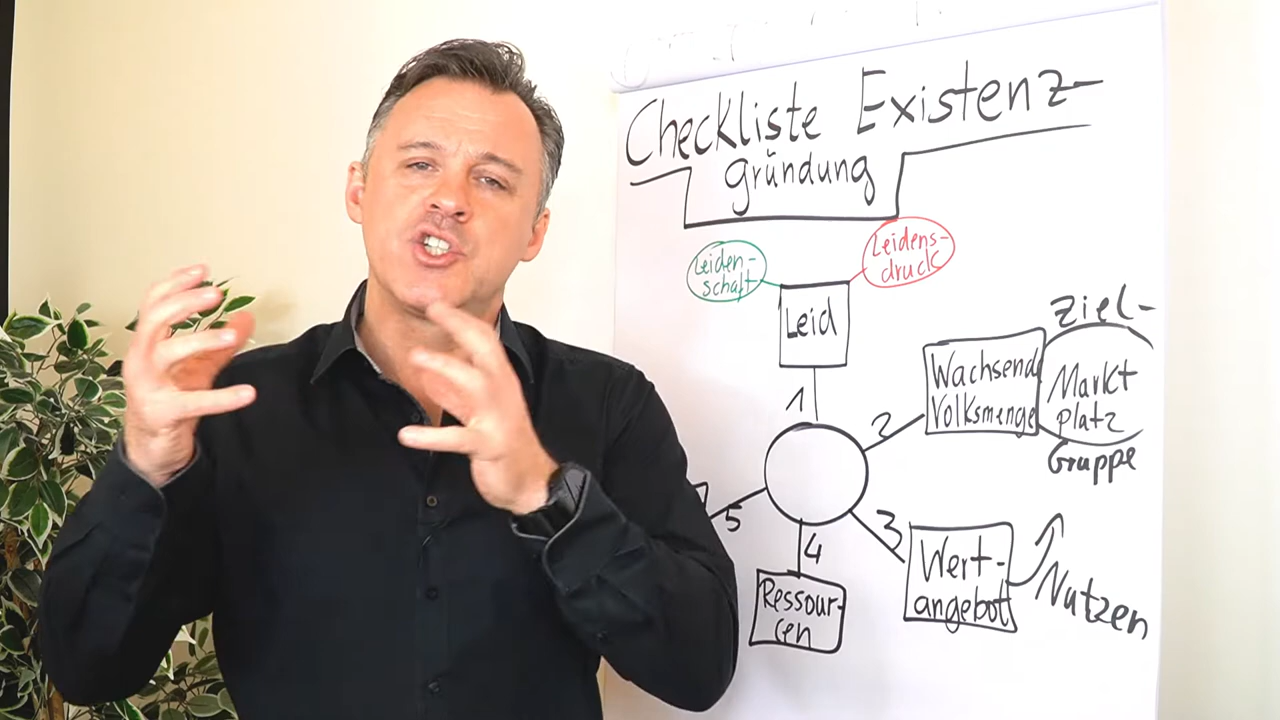 Checkliste Existenz-
gründung
Leiden-
schaft
Leidens-
druck
Leid
1
2
Wachsende
Volksmenge
Ziel-
Markt
platz
Gruppe
3
Wert-
angebot
Nutzen
4
Ressour-
cen
5